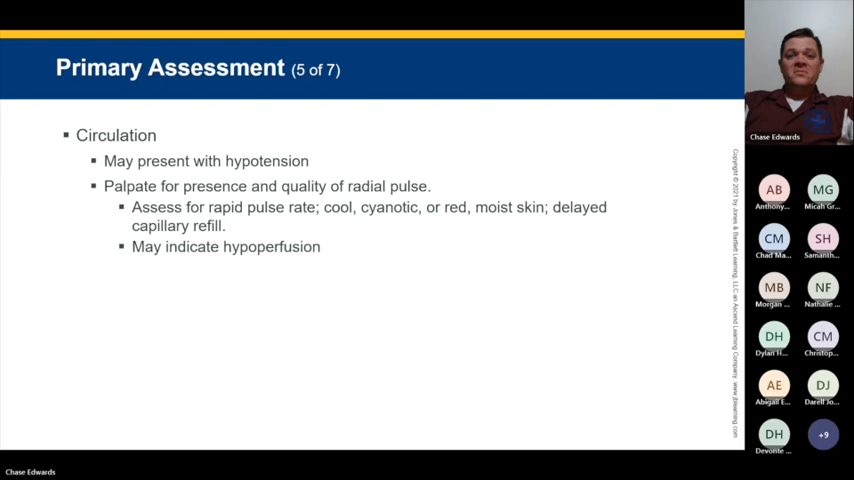 Primary Assessment (5 of 7)
▪ Circulation
▪ May present with hypotension
▪ Palpate for presence and quality of radial pulse.
▪ Assess for rapid pulse rate; cool, cyanotic, or red, moist skin; delayed
capillary refill.
▪ May indicate hypoperfusion
Copyright © 2021 by Jones & Bartlett Learning, LLC an Ascend Learning Company. www.jblearning.com
Chase Edwards
AB
Anthony...
MG
Micah Gr...
CM
Chad Ma...
SH
Samanth...
MB
Morgan ...
NF
Nathalie ...
DH
Dylan H...
CM
Christop...
AE
Abigail E...
DJ
Darell Jo...
DH
Devonte ...
+9
Chase Edwards